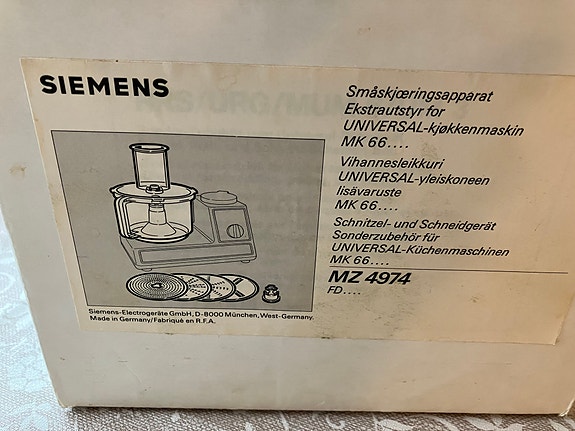 SIEMENS
Småskjæringsapparat
Ekstrautstyr for
UNIVERSAL-kjøkkenmaskin
MK 66....
Vihannesleikkuri
UNIVERSAL-yleiskoneen
lisävaruste
MK 66....
Schnitzel- und Schneidgerät
Sonderzubehör für
UNIVERSAL-Küchenmaschinen
MK 66....
MZ 4974
FD....
Siemens-Electrogeräte GmbH, D-8000 München, West-Germany.
Made in Germany/Fabriqué en R.F.A.